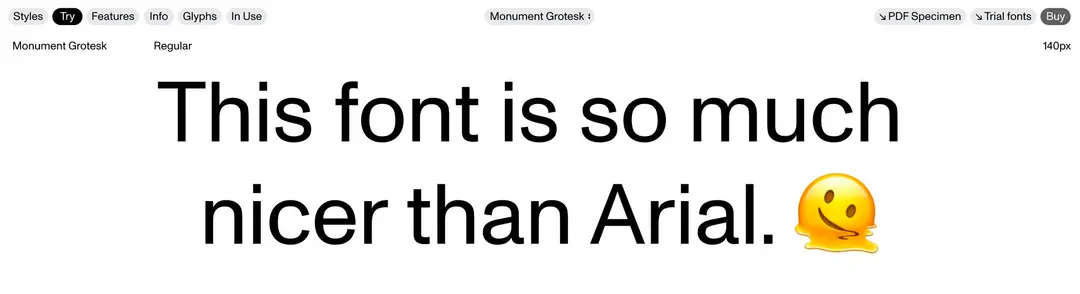 Styles Try Features Info Glyphs In Use Monument Grotesk ↕ ↘ PDF Specimen ↘ Trial fonts Buy
Monument Grotesk Regular 140px
This font is so much
nicer than Arial. 🫠